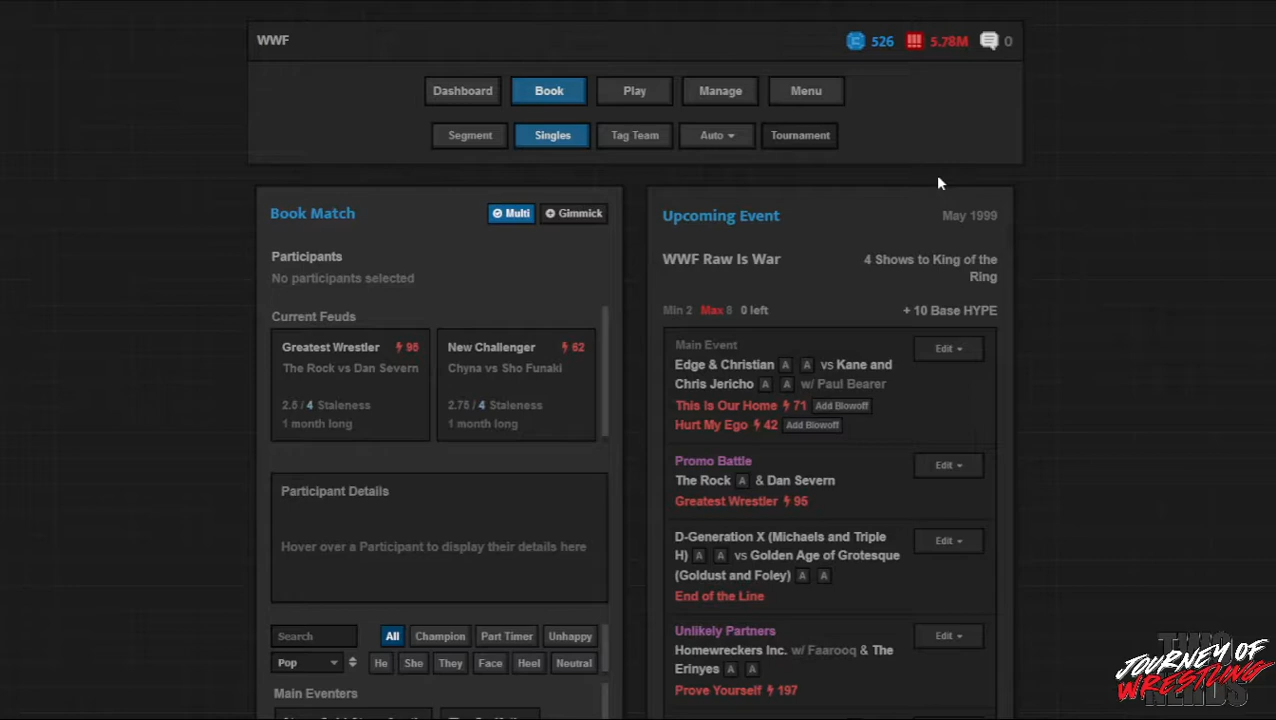 WWF
526 5.78M 0
Dashboard Book Play Manage Menu
Segment Singles Tag Team Auto Tournament
Book Match Multi Gimmick
Participants
No participants selected
Current Feuds
Greatest Wrestler 95
The Rock vs Dan Severn
2.5 / 4 Staleness
1 month long
New Challenger 62
Chyna vs Sho Funaki
2.75 / 4 Staleness
1 month long
Participant Details
Hover over a Participant to display their details here
Search All Champion Part Timer Unhappy
Pop He She They Face Heel Neutral
Main Eventers
Upcoming Event May 1999
WWF Raw Is War 4 Shows to King of the
Ring
Min 2 Max 8 0 left + 10 Base HYPE
Main Event Edit
Edge & Christian A A vs Kane and
Chris Jericho A A w/ Paul Bearer
This Is Our Home 71 Add Blowoff
Hurt My Ego 42 Add Blowoff
Promo Battle Edit
The Rock A & Dan Severn
Greatest Wrestler 95
D-Generation X (Michaels and Triple Edit
H) A A vs Golden Age of Grotesque
(Goldust and Foley) A A
End of the Line
Unlikely Partners Edit
Homewreckers Inc. w/ Faarooq & The
Erinyes A A
Prove Yourself 197
JOURNEY OF
WRESTLING